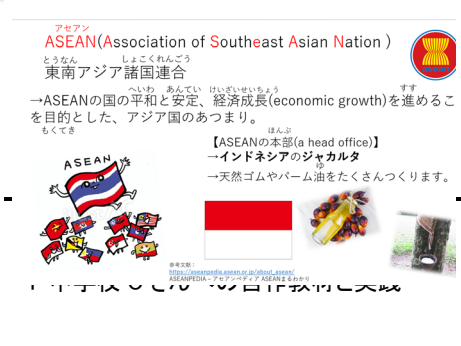 アセアン
ASEAN(Association of Southeast Asian Nation )
とうなん しょこくれんごう
東南アジア諸国連合
へいわ あんてい けいざいせいちょう すす
→ASEANの国の平和と安定、経済成長(economic growth)を進めるこ
を目的とした、アジア国のあつまり。
もくてき
ほんぶ
【ASEANの本部(a head office)】
→インドネシアのジャカルタ
ゆ
→天然ゴムやパーム油をたくさんつくります。
ASEAN
参考文献：
https://aseanpedia.asean.or.jp/about_asean/
ASEANPEDIA – アセアンペディア ASEANまるわかり